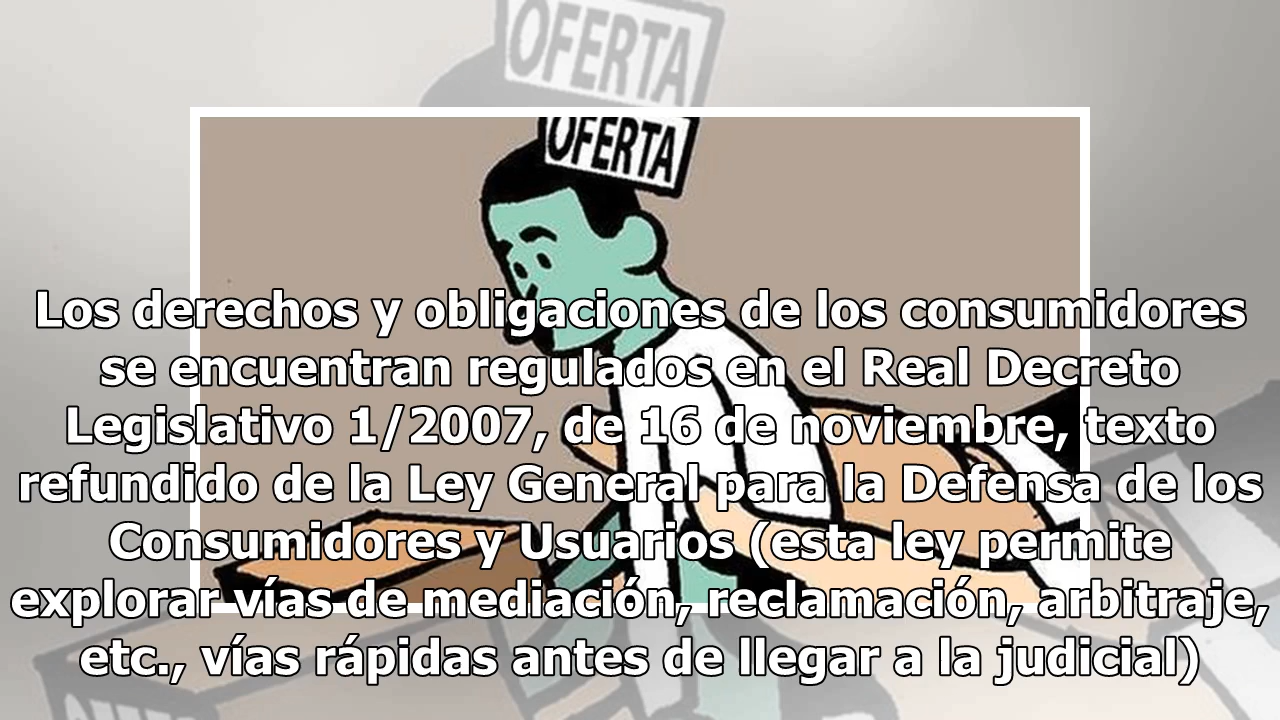 OFERTA
OFERTA
Los derechos y obligaciones de los consumidores
se encuentran regulados en el Real Decreto
Legislativo 1/2007, de 16 de noviembre, texto
refundido de la Ley General para la Defensa de los
Consumidores y Usuarios (esta ley permite
explorar vías de mediación, reclamación, arbitraje,
etc., vías rápidas antes de llegar a la judicial)